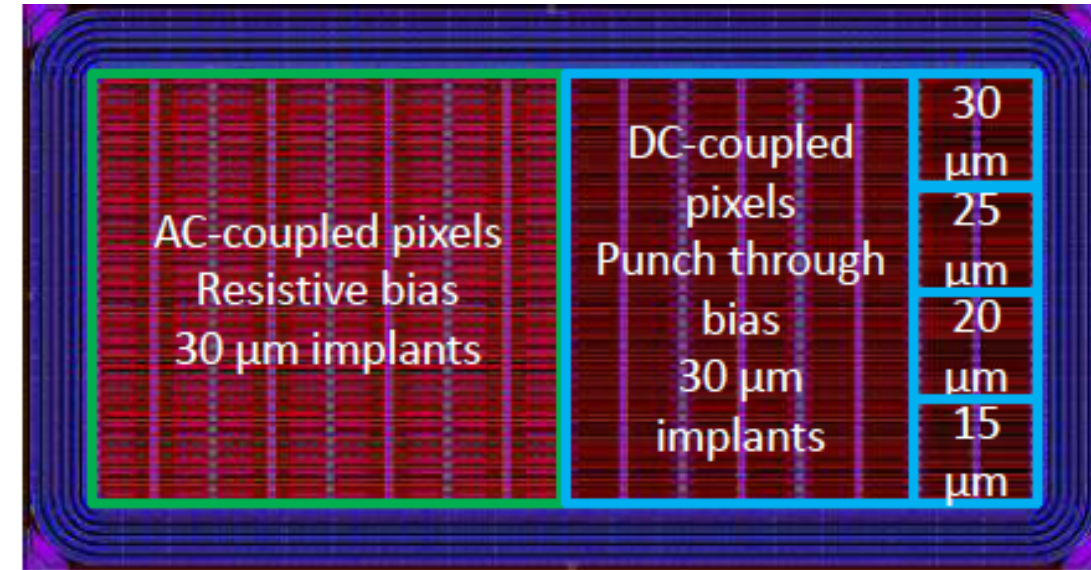 AC-coupled pixels
Resistive bias
30 μm implants
DC-coupled
pixels
Punch through
bias
30 μm
implants
30
μm
25
μm
20
μm
15
μm